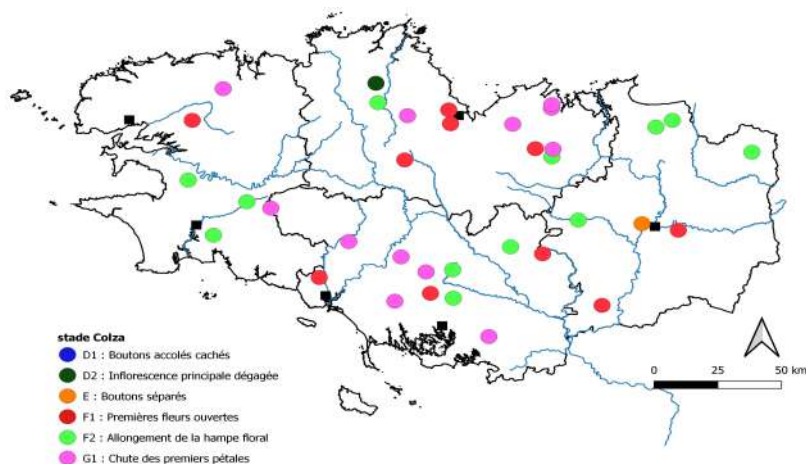 stade Colza
D1 : Boutons accolés cachés
D2 : Inflorescence principale dégagée
E : Boutons séparés
F1 : Premières fleurs ouvertes
F2 : Allongement de la hampe floral
G1 : Chute des premiers pétales
0 25 50 km